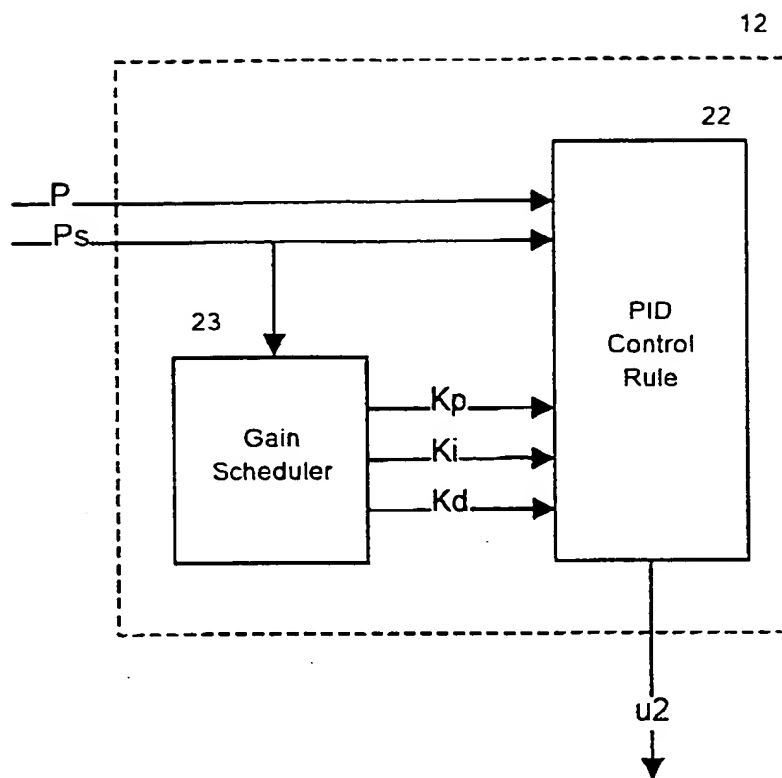 12
22
P
Ps
23
PID
Control
Rule
Gain
Scheduler
Kp
Ki
Kd
u2